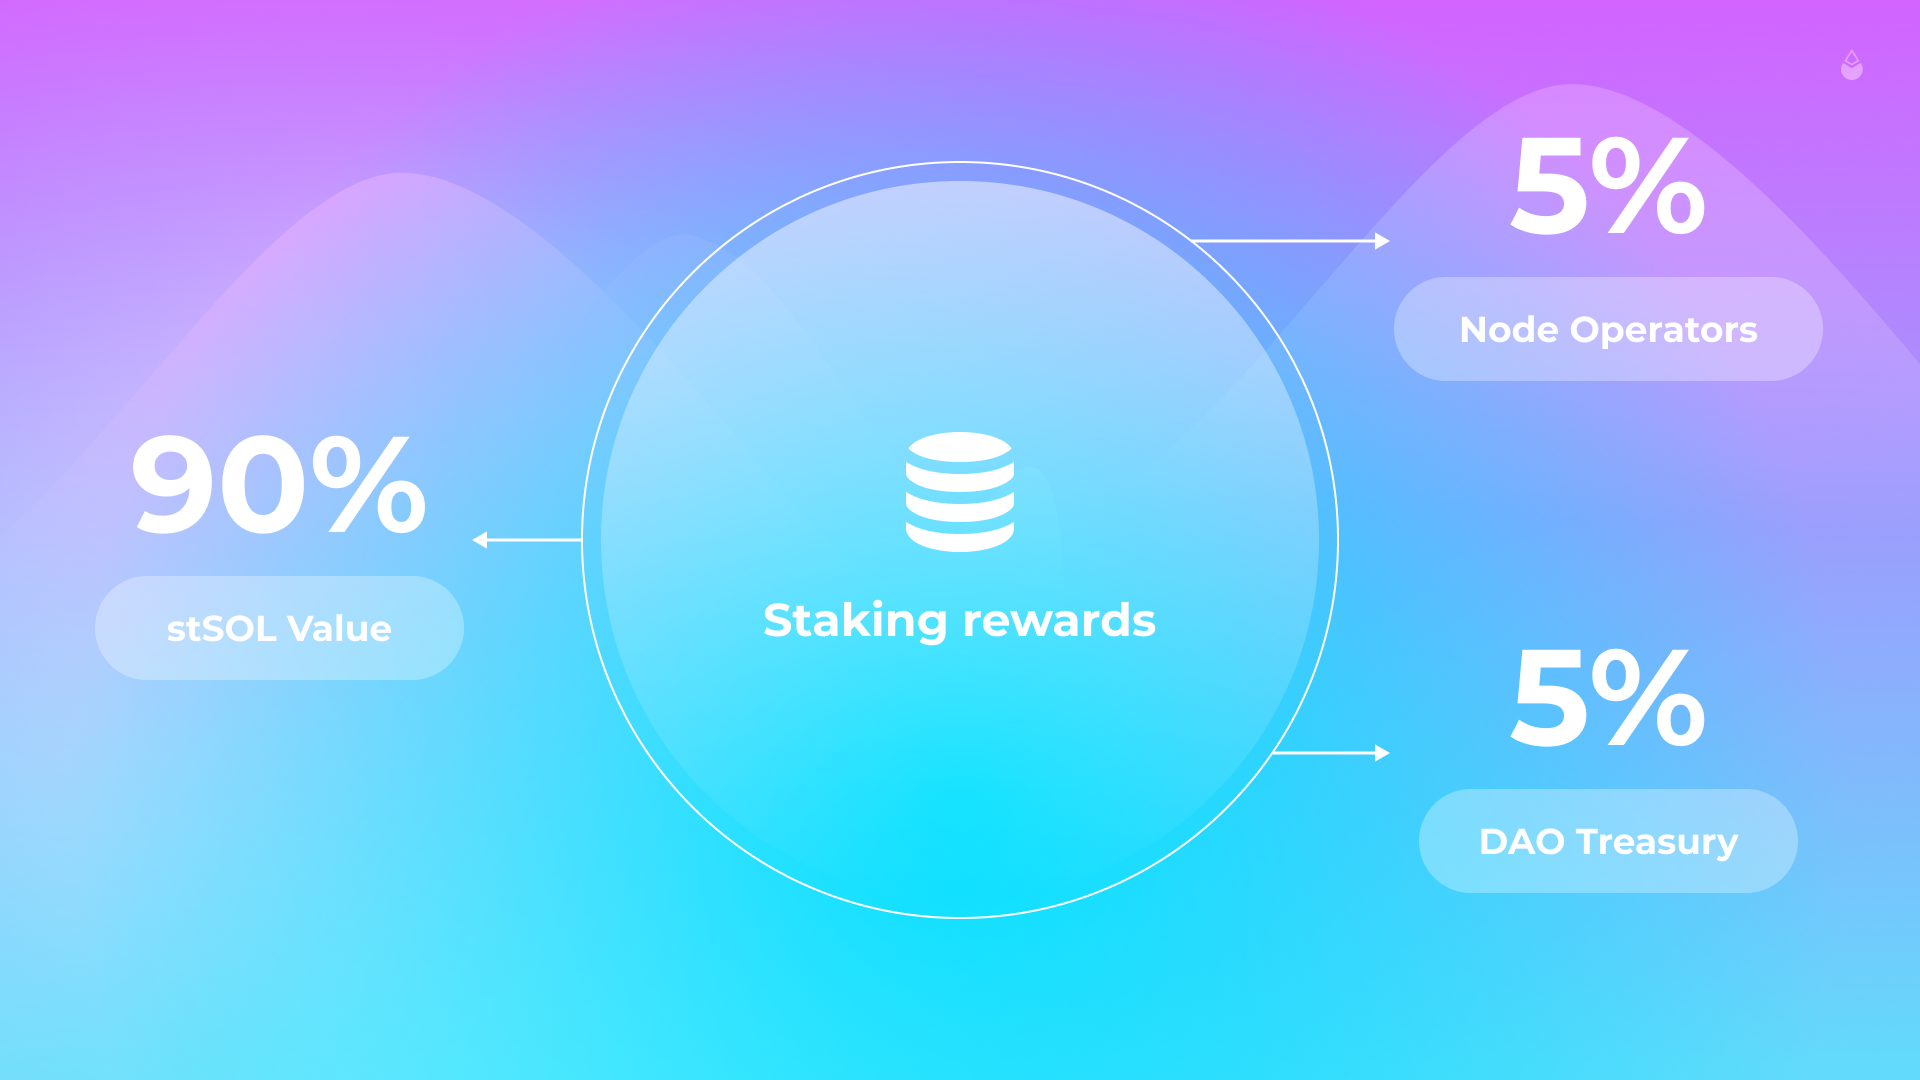 90%
stSOL Value
Staking rewards
5%
Node Operators
5%
DAO Treasury